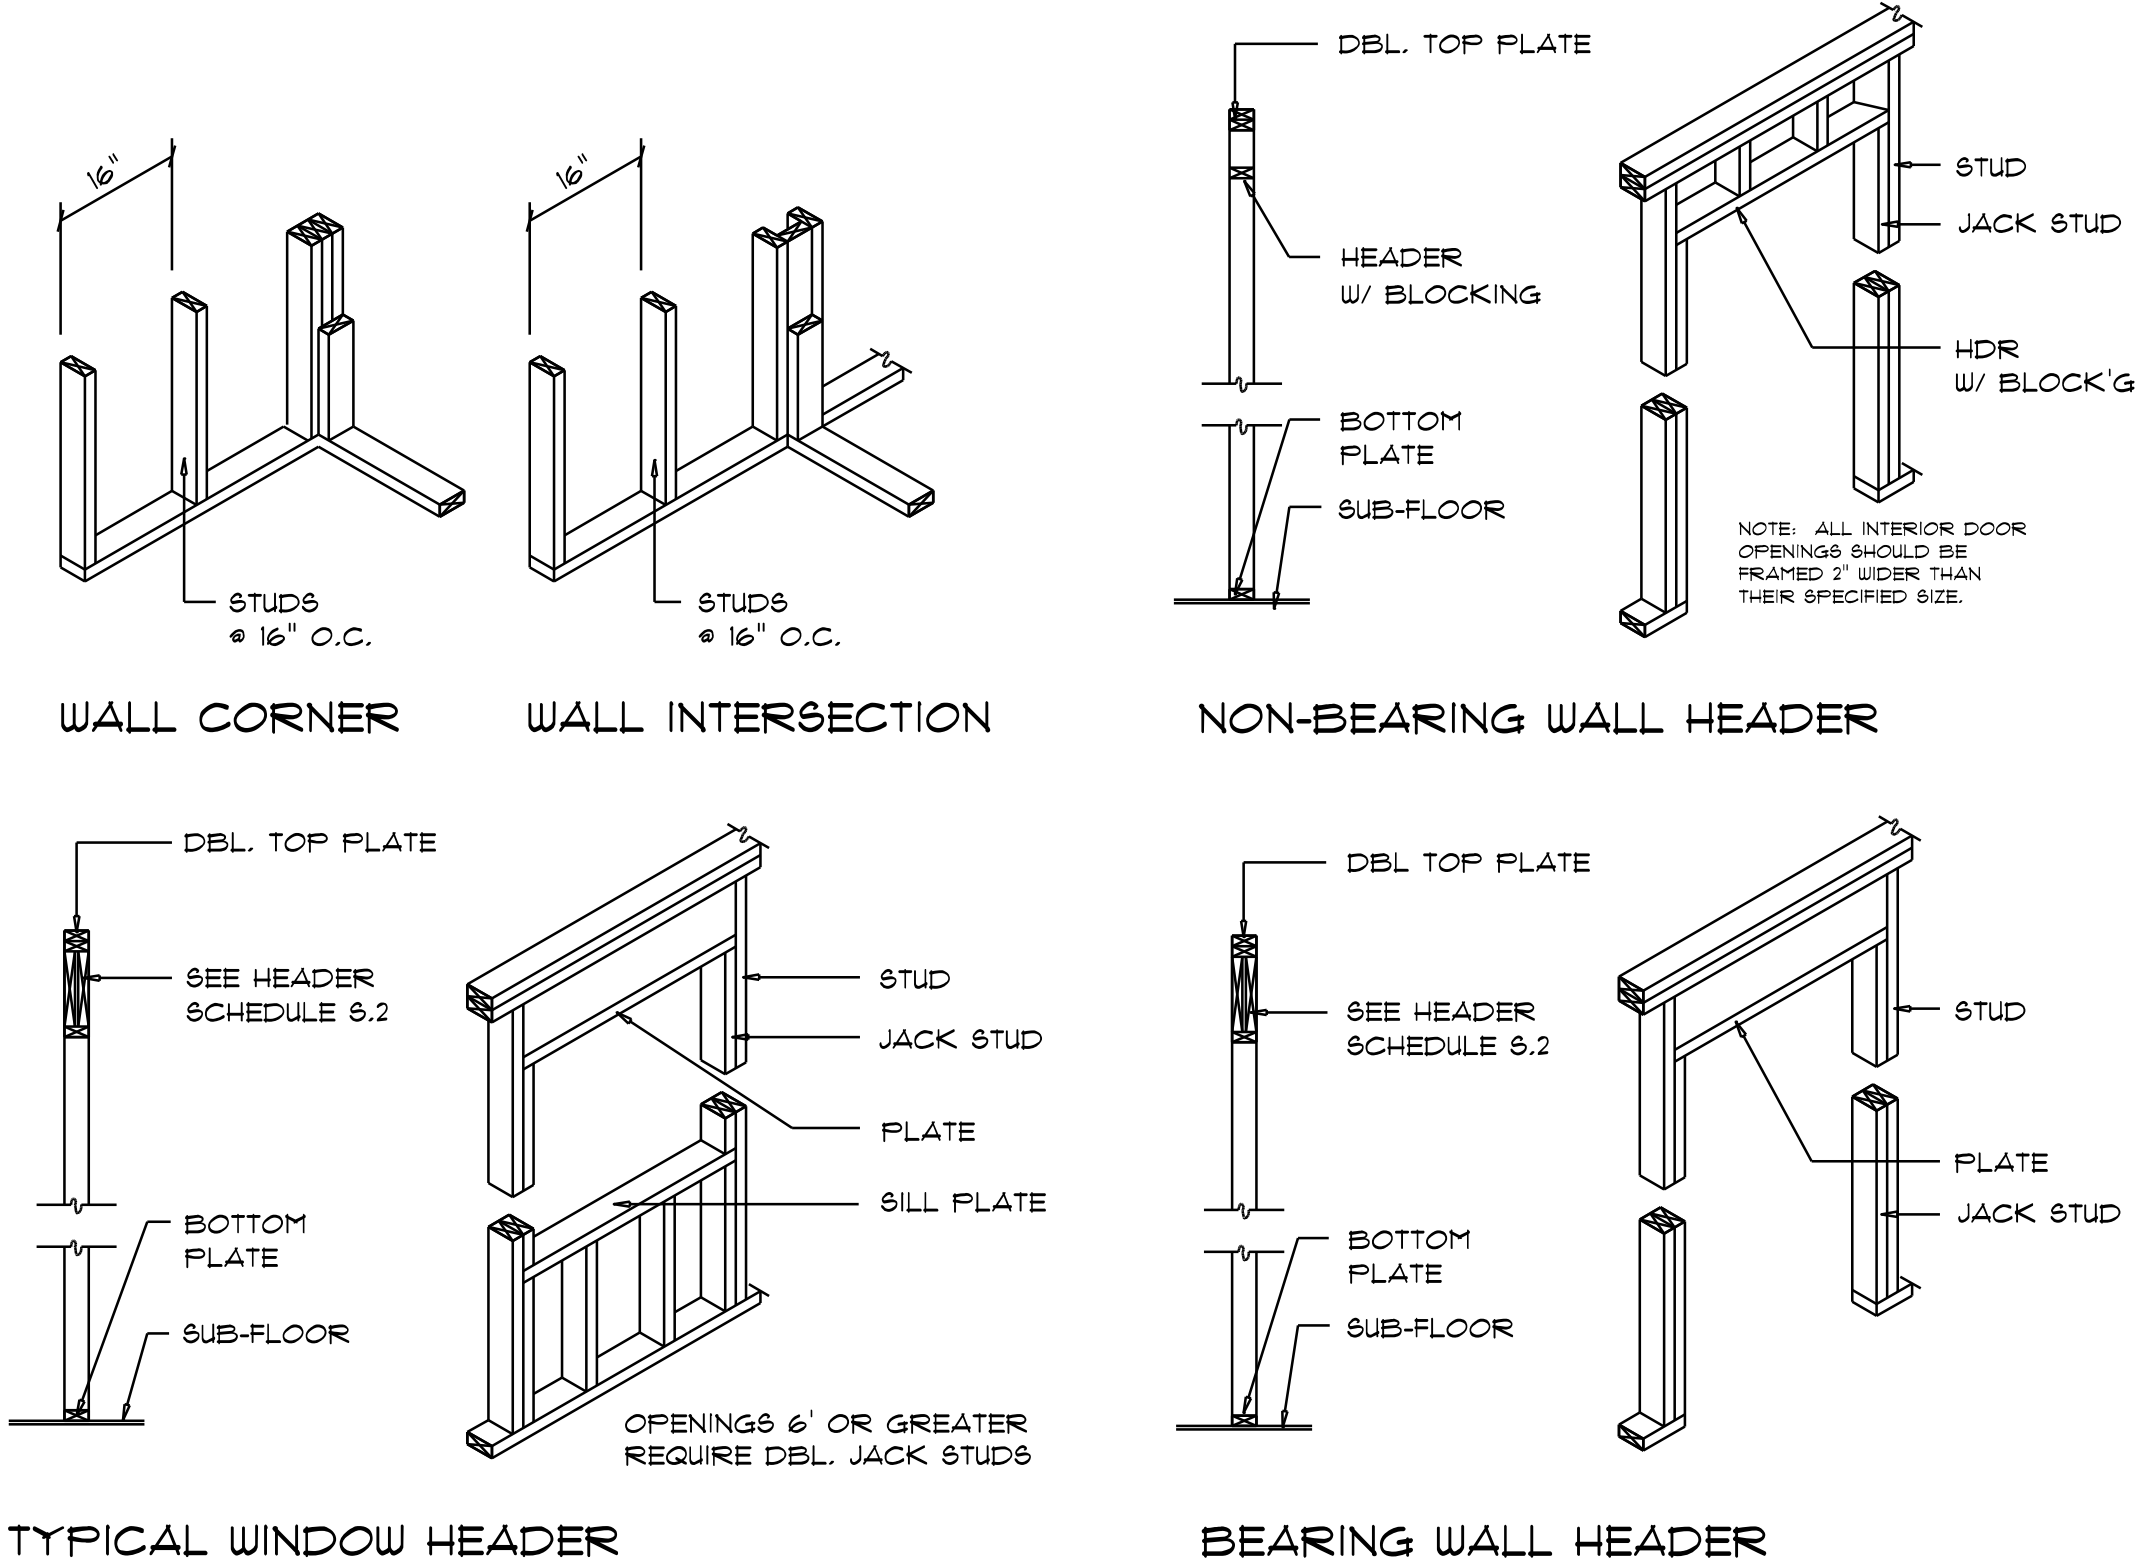 16"
STUDS
@ 16" O.C.
WALL CORNER
16"
STUDS
@ 16" O.C.
WALL INTERSECTION
DBL. TOP PLATE
HEADER
W/ BLOCKING
BOTTOM
PLATE
SUB-FLOOR
STUD
JACK STUD
HDR
W/ BLOCK'G
NOTE: ALL INTERIOR DOOR
OPENINGS SHOULD BE
FRAMED 2" WIDER THAN
THEIR SPECIFIED SIZE.
NON-BEARING WALL HEADER
DBL. TOP PLATE
SEE HEADER
SCHEDULE S.2
BOTTOM
PLATE
SUB-FLOOR
STUD
JACK STUD
PLATE
SILL PLATE
OPENINGS 6' OR GREATER
REQUIRE DBL. JACK STUDS
TYPICAL WINDOW HEADER
DBL TOP PLATE
SEE HEADER
SCHEDULE S.2
BOTTOM
PLATE
SUB-FLOOR
STUD
PLATE
JACK STUD
BEARING WALL HEADER